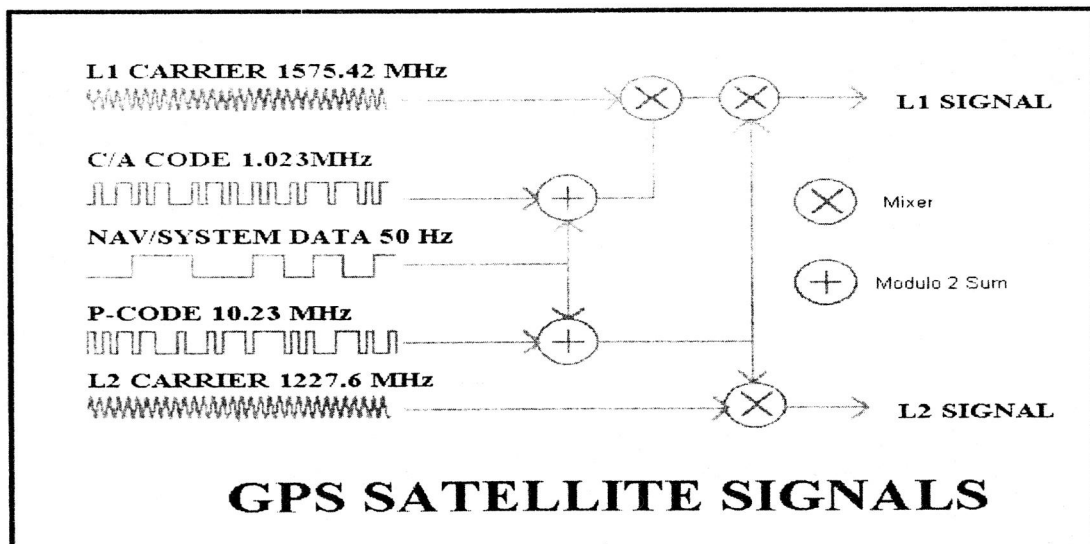 L1 CARRIER 1575.42 MHz
L1 SIGNAL
C/A CODE 1.023MHz
Mixer
NAV/SYSTEM DATA 50 Hz
Modulo 2 Sum
P-CODE 10.23 MHz
L2 CARRIER 1227.6 MHz
L2 SIGNAL
GPS SATELLITE SIGNALS